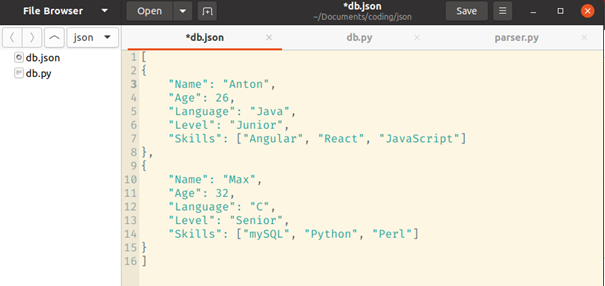 File Browser
Open
*db.json
~/Documents/coding/json
Save
json
*db.json
db.py
parser.py
db.json
db.py
1 [
2 {
3 "Name": "Anton",
4 "Age": 26,
5 "Language": "Java",
6 "Level": "Junior",
7 "Skills": ["Angular", "React", "JavaScript"]
8 },
9 {
10 "Name": "Max",
11 "Age": 32,
12 "Language": "C",
13 "Level": "Senior",
14 "Skills": ["mySQL", "Python", "Perl"]
15 }
16 ]